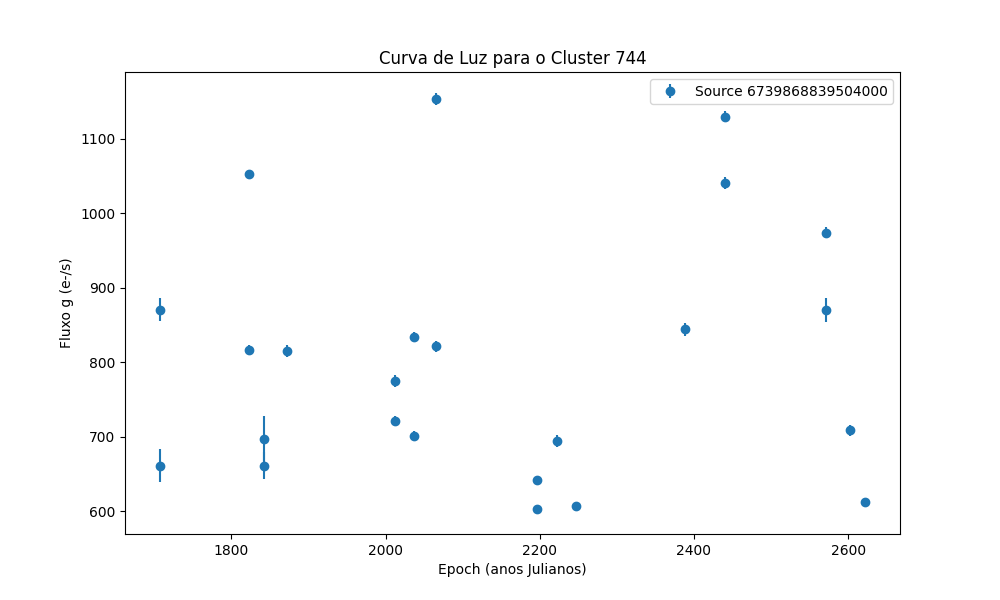 Curva de Luz para o Cluster 744
Source 6739868839504000
Fluxo g (e-/s)
1100
1000
900
800
700
600
1800
2000
2200
2400
2600
Epoch (anos Julianos)